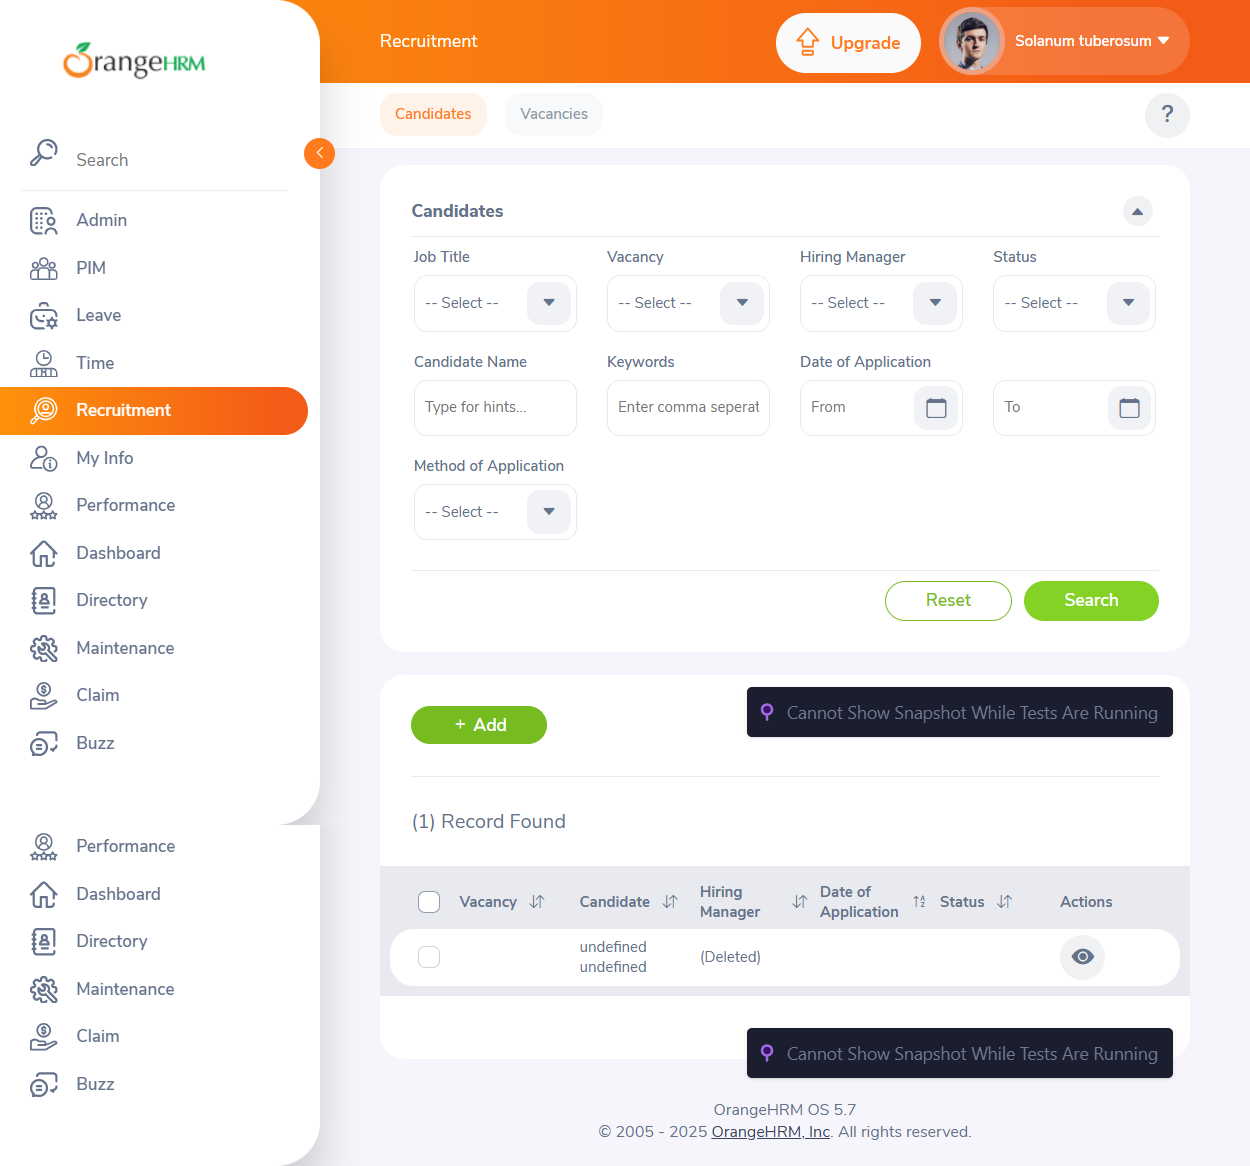 OrangeHRM
Recruitment
Upgrade
Solanum tuberosum
Candidates
Vacancies
?
Search
Admin
PIM
Leave
Time
Recruitment
My Info
Performance
Dashboard
Directory
Maintenance
Claim
Buzz
Performance
Dashboard
Directory
Maintenance
Claim
Buzz
Candidates
Job Title
Vacancy
Hiring Manager
Status
-- Select --
-- Select --
-- Select --
-- Select --
Candidate Name
Keywords
Date of Application
Type for hints...
Enter comma seperat
From
To
Method of Application
-- Select --
Reset
Search
+ Add
Cannot Show Snapshot While Tests Are Running
(1) Record Found
Vacancy
Candidate
Hiring
Manager
Date of
Application
Status
Actions
undefined
undefined
(Deleted)
Cannot Show Snapshot While Tests Are Running
OrangeHRM OS 5.7
© 2005 - 2025 OrangeHRM, Inc. All rights reserved.